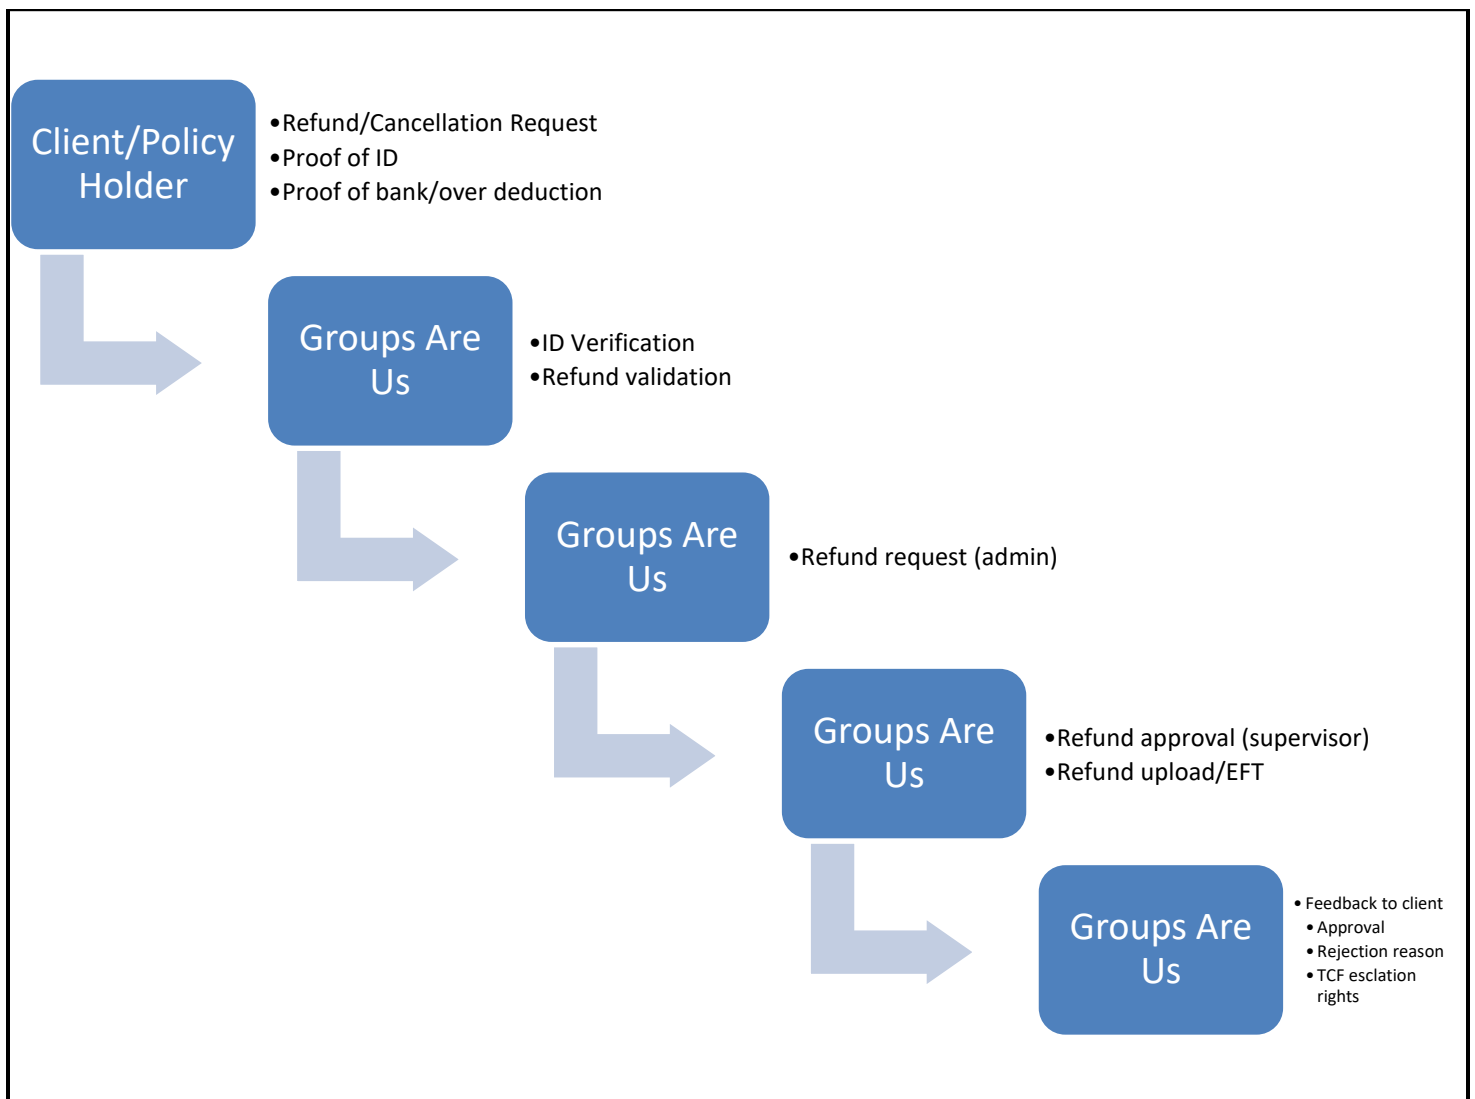 Client/Policy
Holder
•Refund/Cancellation Request
•Proof of ID
•Proof of bank/over deduction
Groups Are
Us
•ID Verification
•Refund validation
Groups Are
Us
•Refund request (admin)
Groups Are
Us
•Refund approval (supervisor)
•Refund upload/EFT
Groups Are
Us
•Feedback to client
•Approval
•Rejection reason
•TCF esclation
rights